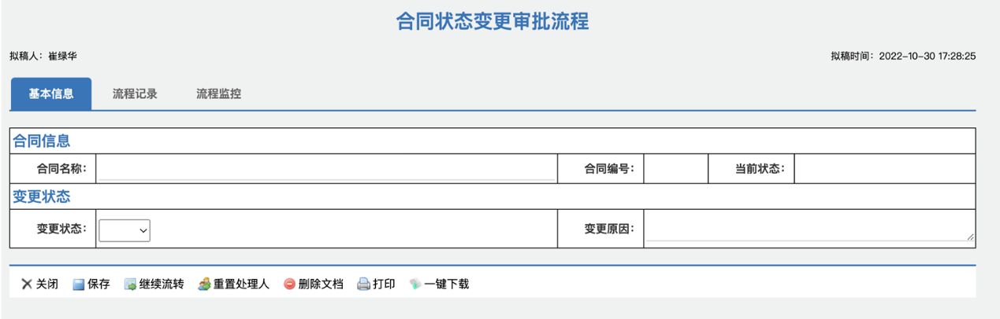 合同状态变更审批流程
拟稿人：崔绿华 拟稿时间：2022-10-30 17:28:25
基本信息 流程记录 流程监控
合同信息
合同名称： 合同编号： 当前状态：
变更状态
变更状态： 变更原因：
关闭 保存 继续流转 重置处理人 删除文档 打印 一键下载